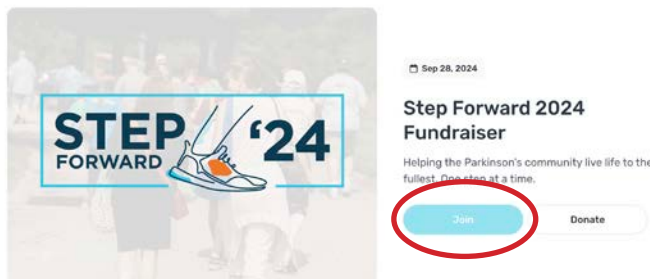 STEP
FORWARD
‘24
Sep 28, 2024
Step Forward 2024
Fundraiser
Helping the Parkinson's community live life to the
fullest. One step at a time.
Join
Donate